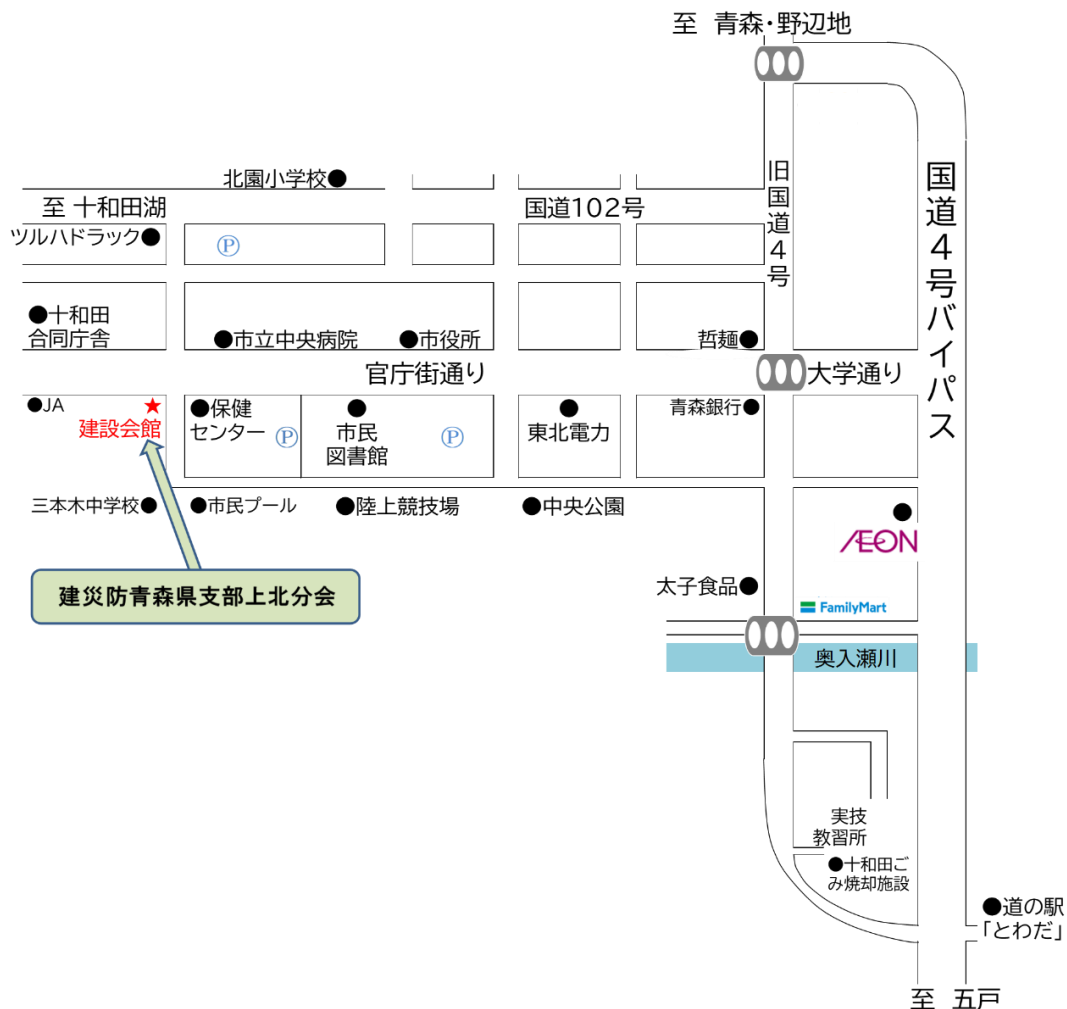 至 青森・野辺地
北園小学校●
至 十和田湖
国道102号
旧国道4号
国道4号バイパス
ツルハドラック●
Ⓟ
●十和田
合同庁舎
●市立中央病院
●市役所
哲麺●
官庁街通り
大学通り
●JA
★
建設会館
●保健
センター
Ⓟ
●
市民
図書館
Ⓟ
●
東北電力
青森銀行●
三本木中学校●
●市民プール
●陸上競技場
●中央公園
●
ÆON
建災防青森県支部上北分会
太子食品●
FamilyMart
奥入瀬川
実技
教習所
●十和田ご
み焼却施設
●道の駅
「とわだ」
至 五戸